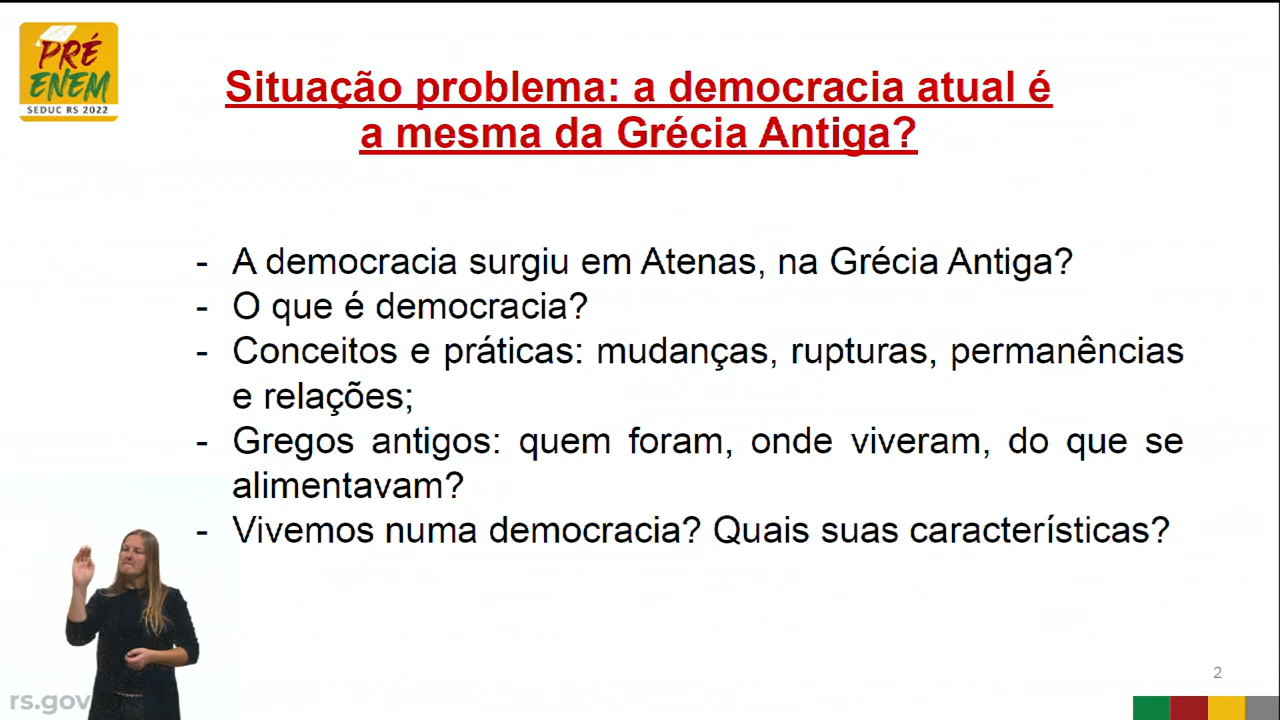 PRÉ
ENEM
SEDUC RS 2022
Situação problema: a democracia atual é
a mesma da Grécia Antiga?
- A democracia surgiu em Atenas, na Grécia Antiga?
- O que é democracia?
- Conceitos e práticas: mudanças, rupturas, permanências
e relações;
- Gregos antigos: quem foram, onde viveram, do que se
alimentavam?
- Vivemos numa democracia? Quais suas características?
2
rs.gov